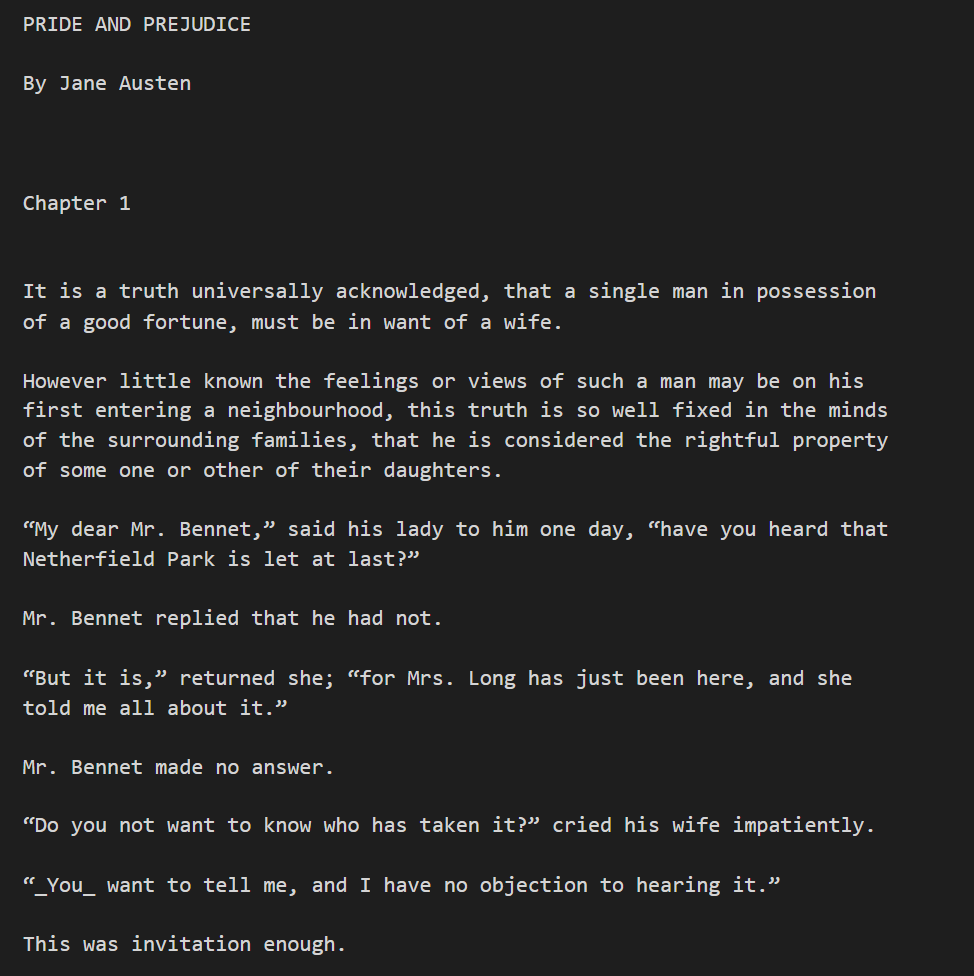 PRIDE AND PREJUDICE
By Jane Austen
Chapter 1
It is a truth universally acknowledged, that a single man in possession
of a good fortune, must be in want of a wife.
However little known the feelings or views of such a man may be on his
first entering a neighbourhood, this truth is so well fixed in the minds
of the surrounding families, that he is considered the rightful property
of some one or other of their daughters.
“My dear Mr. Bennet,” said his lady to him one day, “have you heard that
Netherfield Park is let at last?”
Mr. Bennet replied that he had not.
“But it is,” returned she; “for Mrs. Long has just been here, and she
told me all about it.”
Mr. Bennet made no answer.
“Do you not want to know who has taken it?” cried his wife impatiently.
“_You_ want to tell me, and I have no objection to hearing it.”
This was invitation enough.